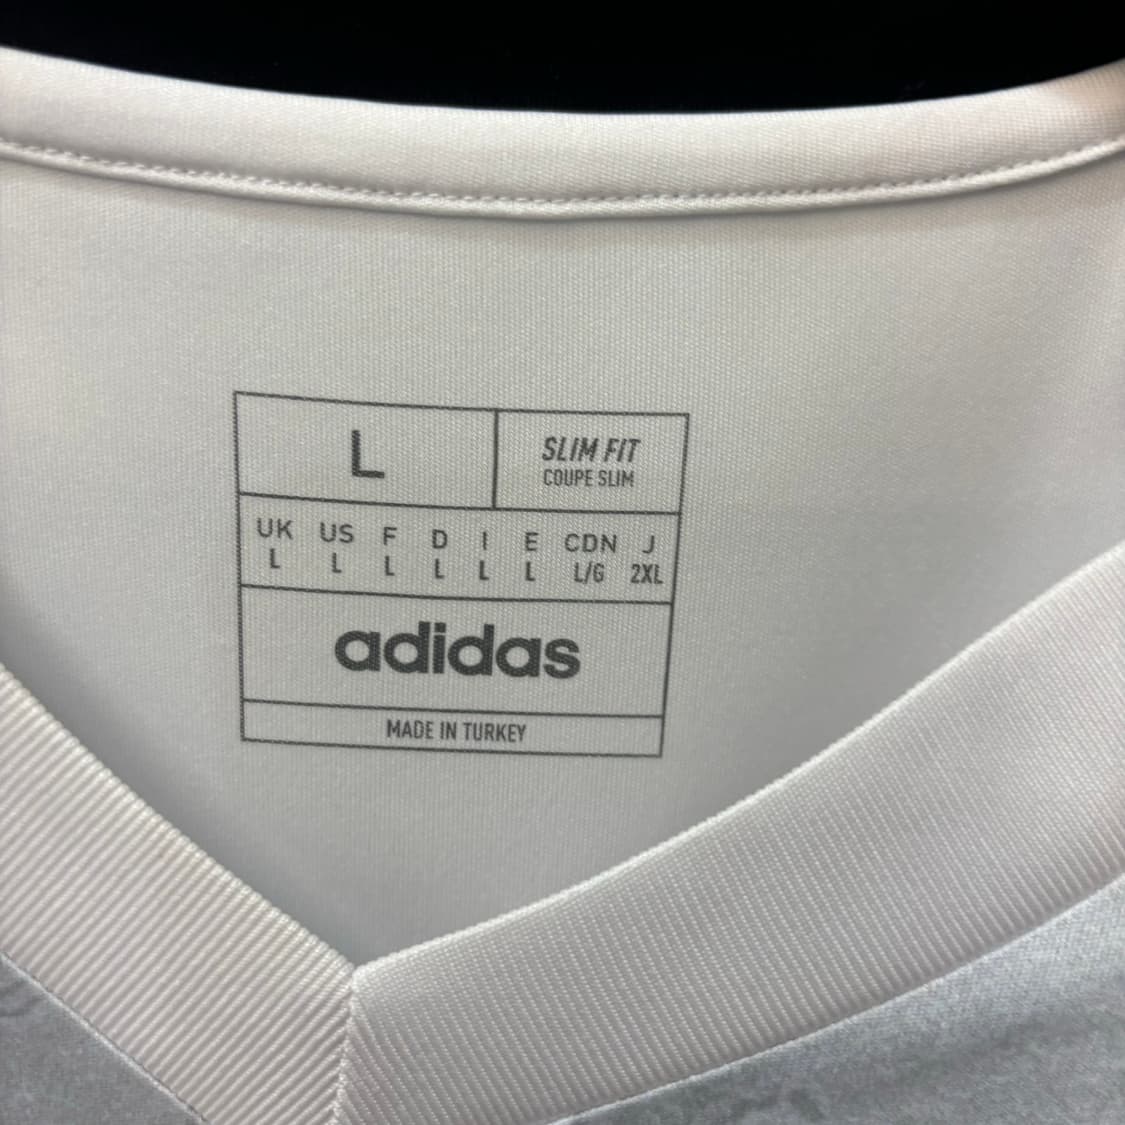 L
SLIM FIT
COUPE SLIM
UK US F D I E CDN J
L L L L L L L/G 2XL
adidas
MADE IN TURKEY